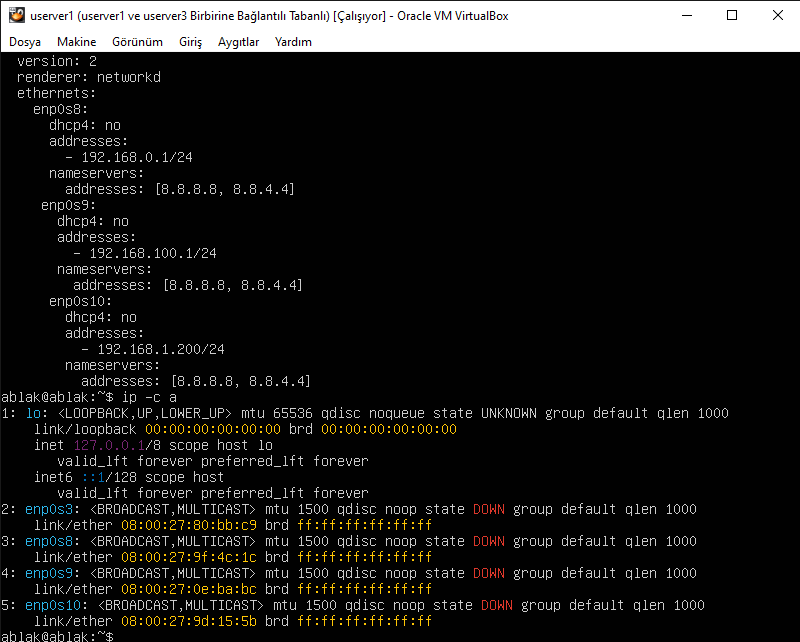 userver1 (userver1 ve userver3 Birbirine Bağlantılı Tabanlı) [Çalışıyor] - Oracle VM VirtualBox
Dosya Makine Görünüm Giriş Aygıtlar Yardım
  version: 2
  renderer: networkd
  ethernets:
    enp0s8:
      dhcp4: no
      addresses:
        - 192.168.0.1/24
      nameservers:
        addresses: [8.8.8.8, 8.8.4.4]
     enp0s9:
       dhcp4: no
       addresses:
         - 192.168.100.1/24
       nameservers:
         addresses: [8.8.8.8, 8.8.4.4]
      enp0s10:
        dhcp4: no
        addresses:
          - 192.168.1.200/24
        nameservers:
          addresses: [8.8.8.8, 8.8.4.4]
ablak@ablak:~$ ip -c a
1: lo: <LOOPBACK,UP,LOWER_UP> mtu 65536 qdisc noqueue state UNKNOWN group default qlen 1000
    link/loopback 00:00:00:00:00:00 brd 00:00:00:00:00:00
    inet 127.0.0.1/8 scope host lo
       valid_lft forever preferred_lft forever
    inet6 ::1/128 scope host
       valid_lft forever preferred_lft forever
2: enp0s3: <BROADCAST,MULTICAST> mtu 1500 qdisc noop state DOWN group default qlen 1000
    link/ether 08:00:27:80:bb:c9 brd ff:ff:ff:ff:ff:ff
3: enp0s8: <BROADCAST,MULTICAST> mtu 1500 qdisc noop state DOWN group default qlen 1000
    link/ether 08:00:27:9f:4c:1c brd ff:ff:ff:ff:ff:ff
4: enp0s9: <BROADCAST,MULTICAST> mtu 1500 qdisc noop state DOWN group default qlen 1000
    link/ether 08:00:27:0e:ba:bc brd ff:ff:ff:ff:ff:ff
5: enp0s10: <BROADCAST,MULTICAST> mtu 1500 qdisc noop state DOWN group default qlen 1000
    link/ether 08:00:27:9d:15:5b brd ff:ff:ff:ff:ff:ff
ablak@ablak:~$